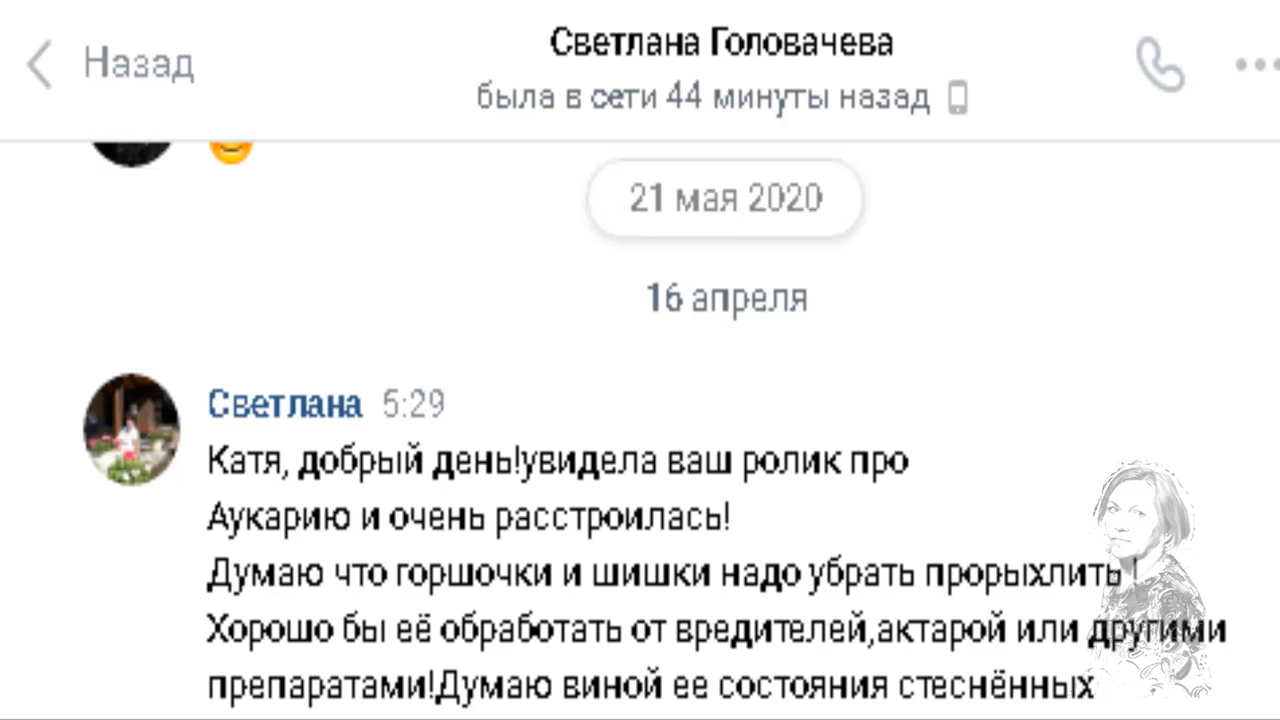 Назад
Светлана Головачева
была в сети 44 минуты назад
21 мая 2020
16 апреля
Светлана 5:29
Катя, добрый день!увидела ваш ролик про
Аукарию и очень расстроилась!
Думаю что горшочки и шишки надо убрать прорыхлить !
Хорошо бы её обработать от вредителей,актарой или другими
препаратами!Думаю виной ее состояния стеснённых